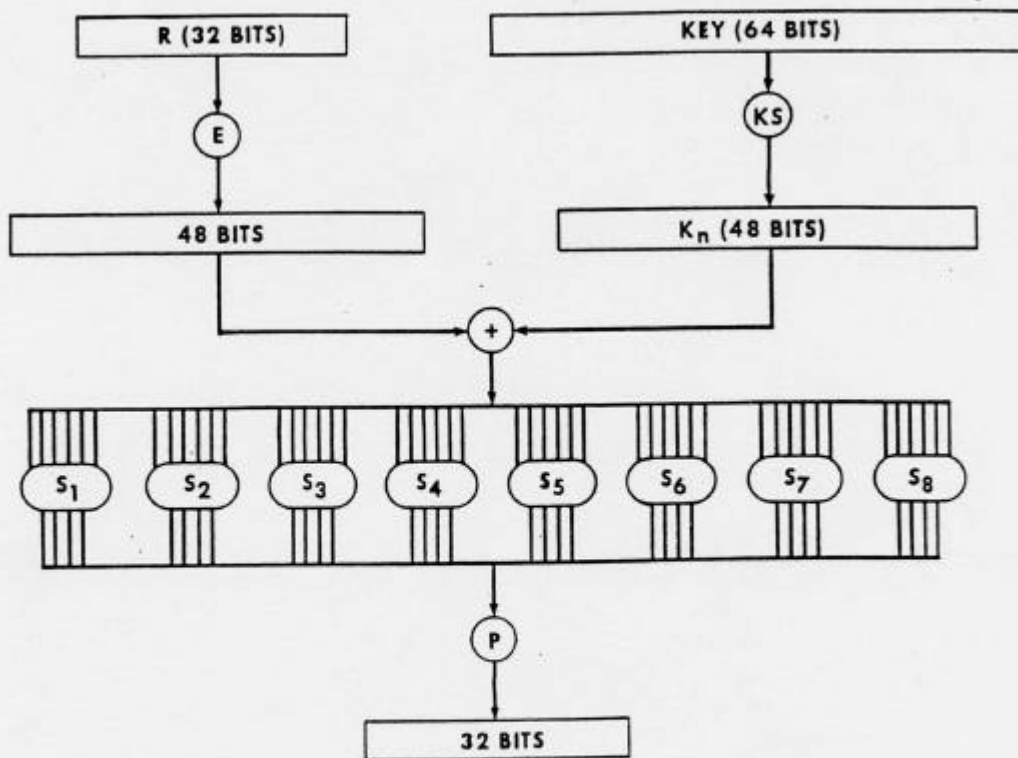 R (32 BITS)
KEY (64 BITS)
E
KS
48 BITS
Kn (48 BITS)
+
S1 S2 S3 S4 S5 S6 S7 S8
P
32 BITS